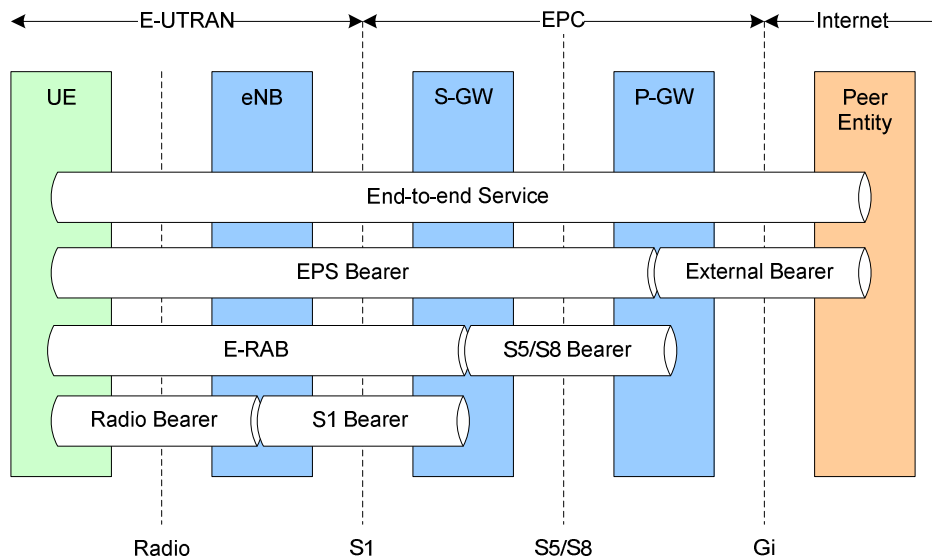 E-UTRAN
EPC
Internet
UE
eNB
S-GW
P-GW
Peer
Entity
End-to-end Service
EPS Bearer
External Bearer
E-RAB
S5/S8 Bearer
Radio Bearer
S1 Bearer
Radio
S1
S5/S8
Gi